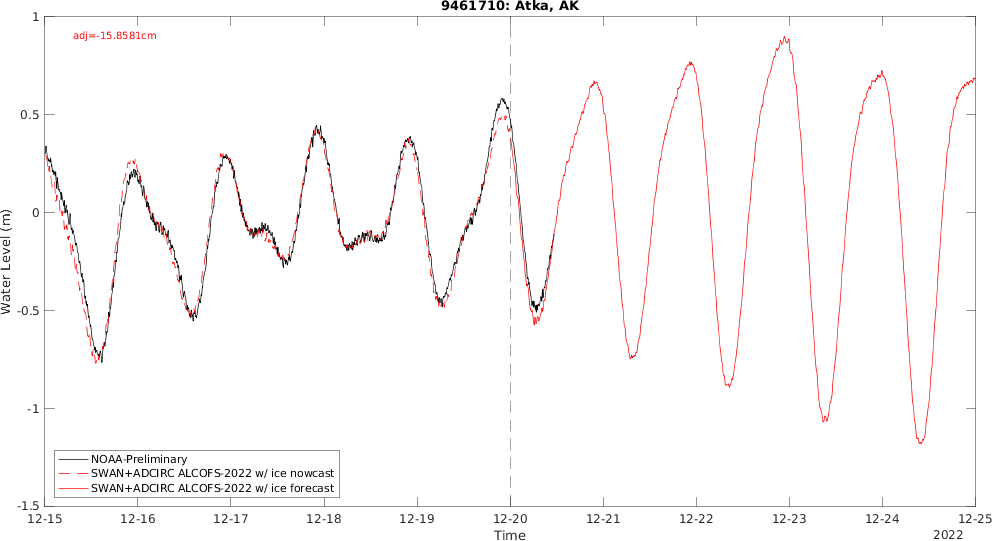 9461710: Atka, AK
adj=-15.8581cm
1
0.5
0
-0.5
-1
-1.5
Water Level (m)
NOAA-Preliminary
SWAN+ADCIRC ALCOFS-2022 w/ ice nowcast
SWAN+ADCIRC ALCOFS-2022 w/ ice forecast
12-15 12-16 12-17 12-18 12-19 12-20 12-21 12-22 12-23 12-24 12-25
Time
2022